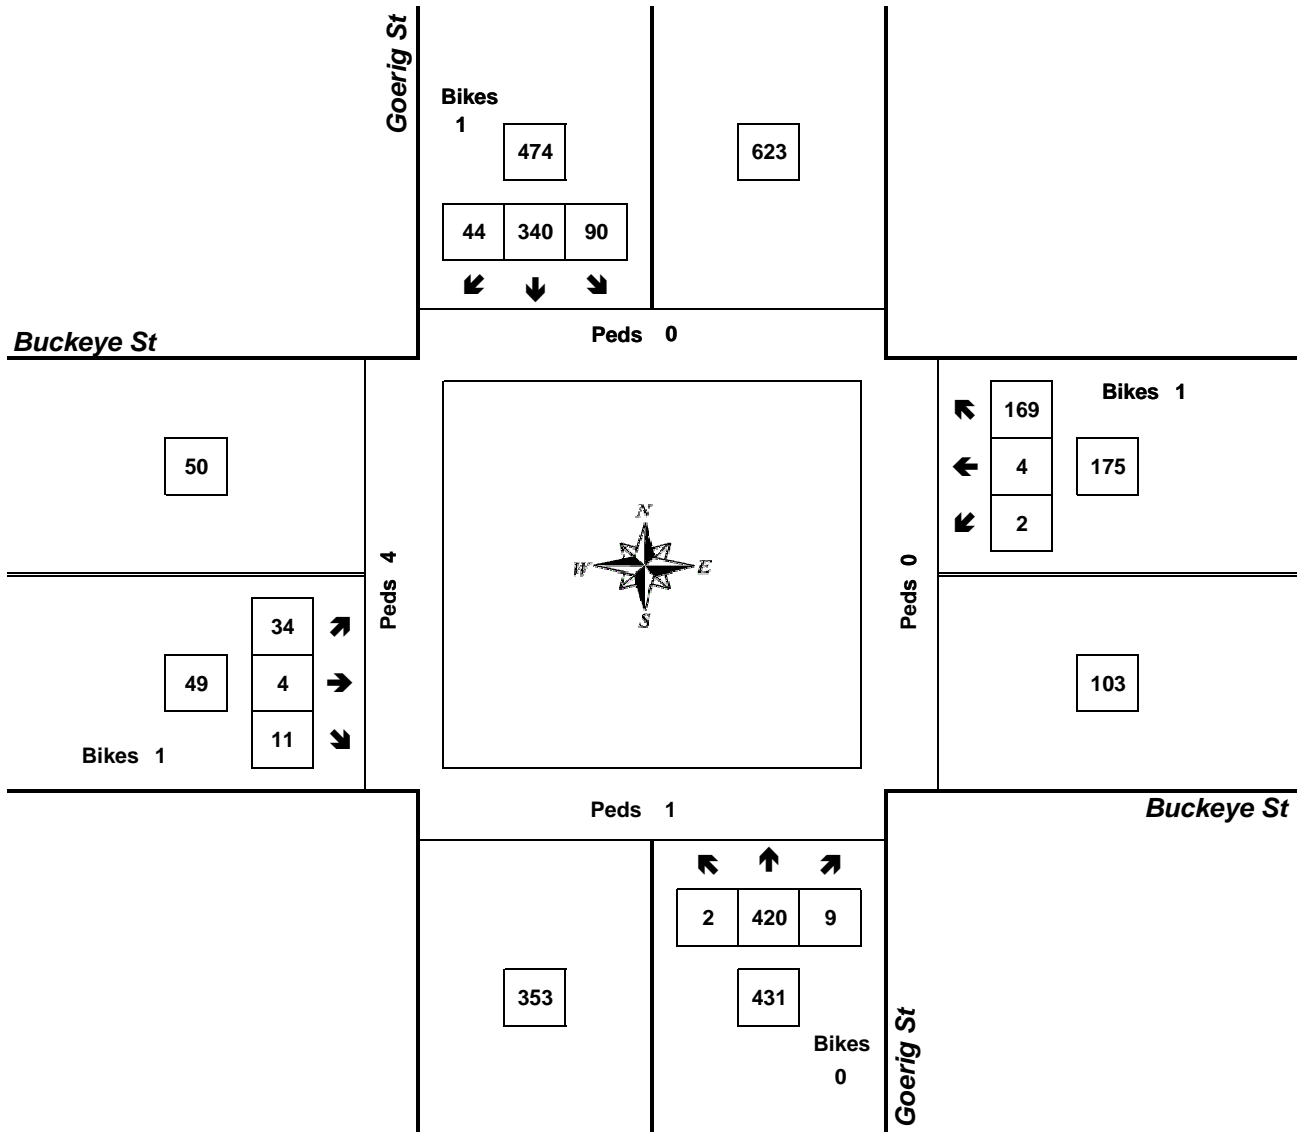 Goerig St
Bikes
1
474
623
44 340 90
Buckeye St
Peds 0
Bikes 1
169
4
2
175
50
Peds 4
N
W E
S
Peds 0
34
4
11
49
Bikes 1
103
Buckeye St
Peds 1
2 420 9
353
431
Bikes
0
Goerig St